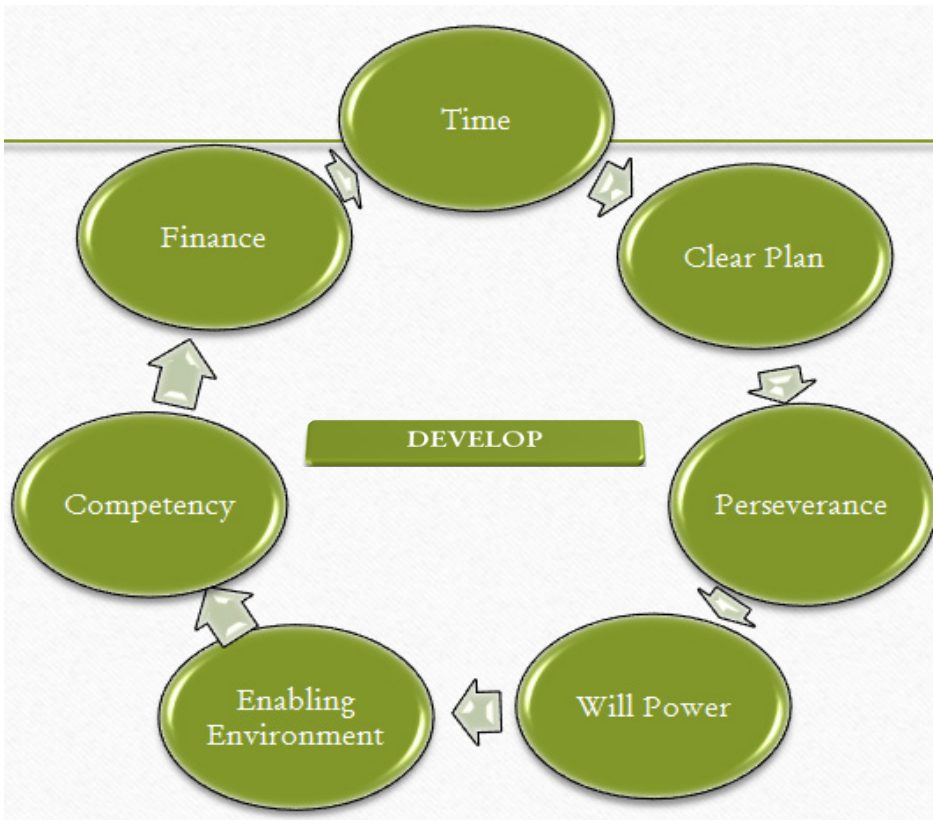 Time
Clear Plan
Perseverance
Will Power
Enabling
Environment
Competency
Finance
DEVELOP